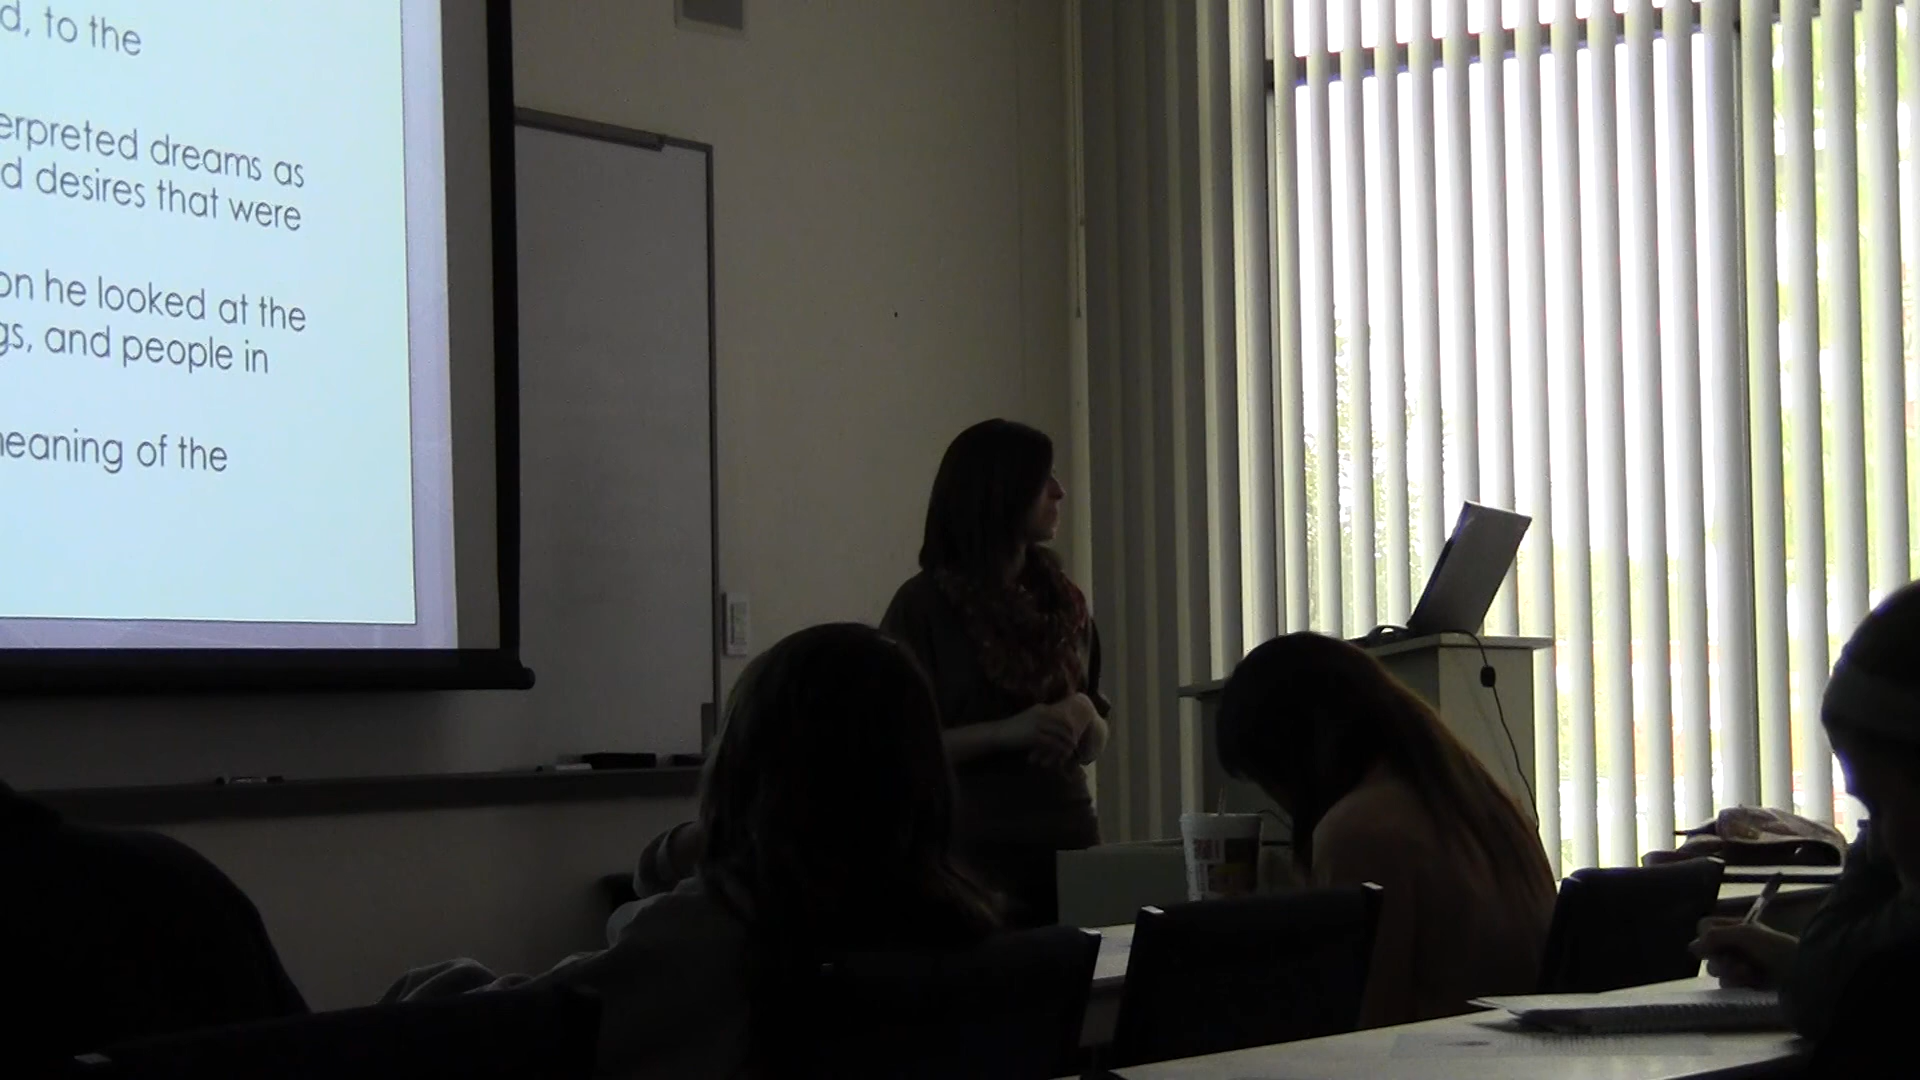 d, to the
erpreted dreams as
d desires that were
on he looked at the
gs, and people in
eaning of the